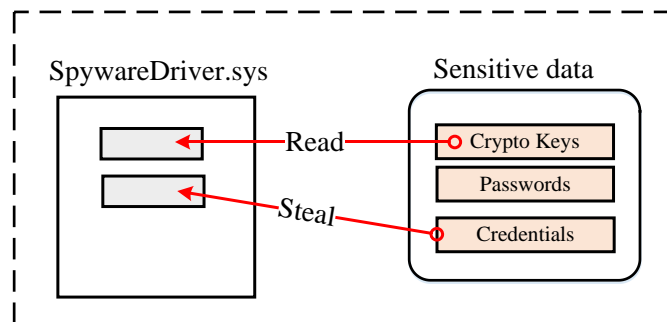 SpywareDriver.sys
Sensitive data
Read
Crypto Keys
Passwords
Steal
Credentials